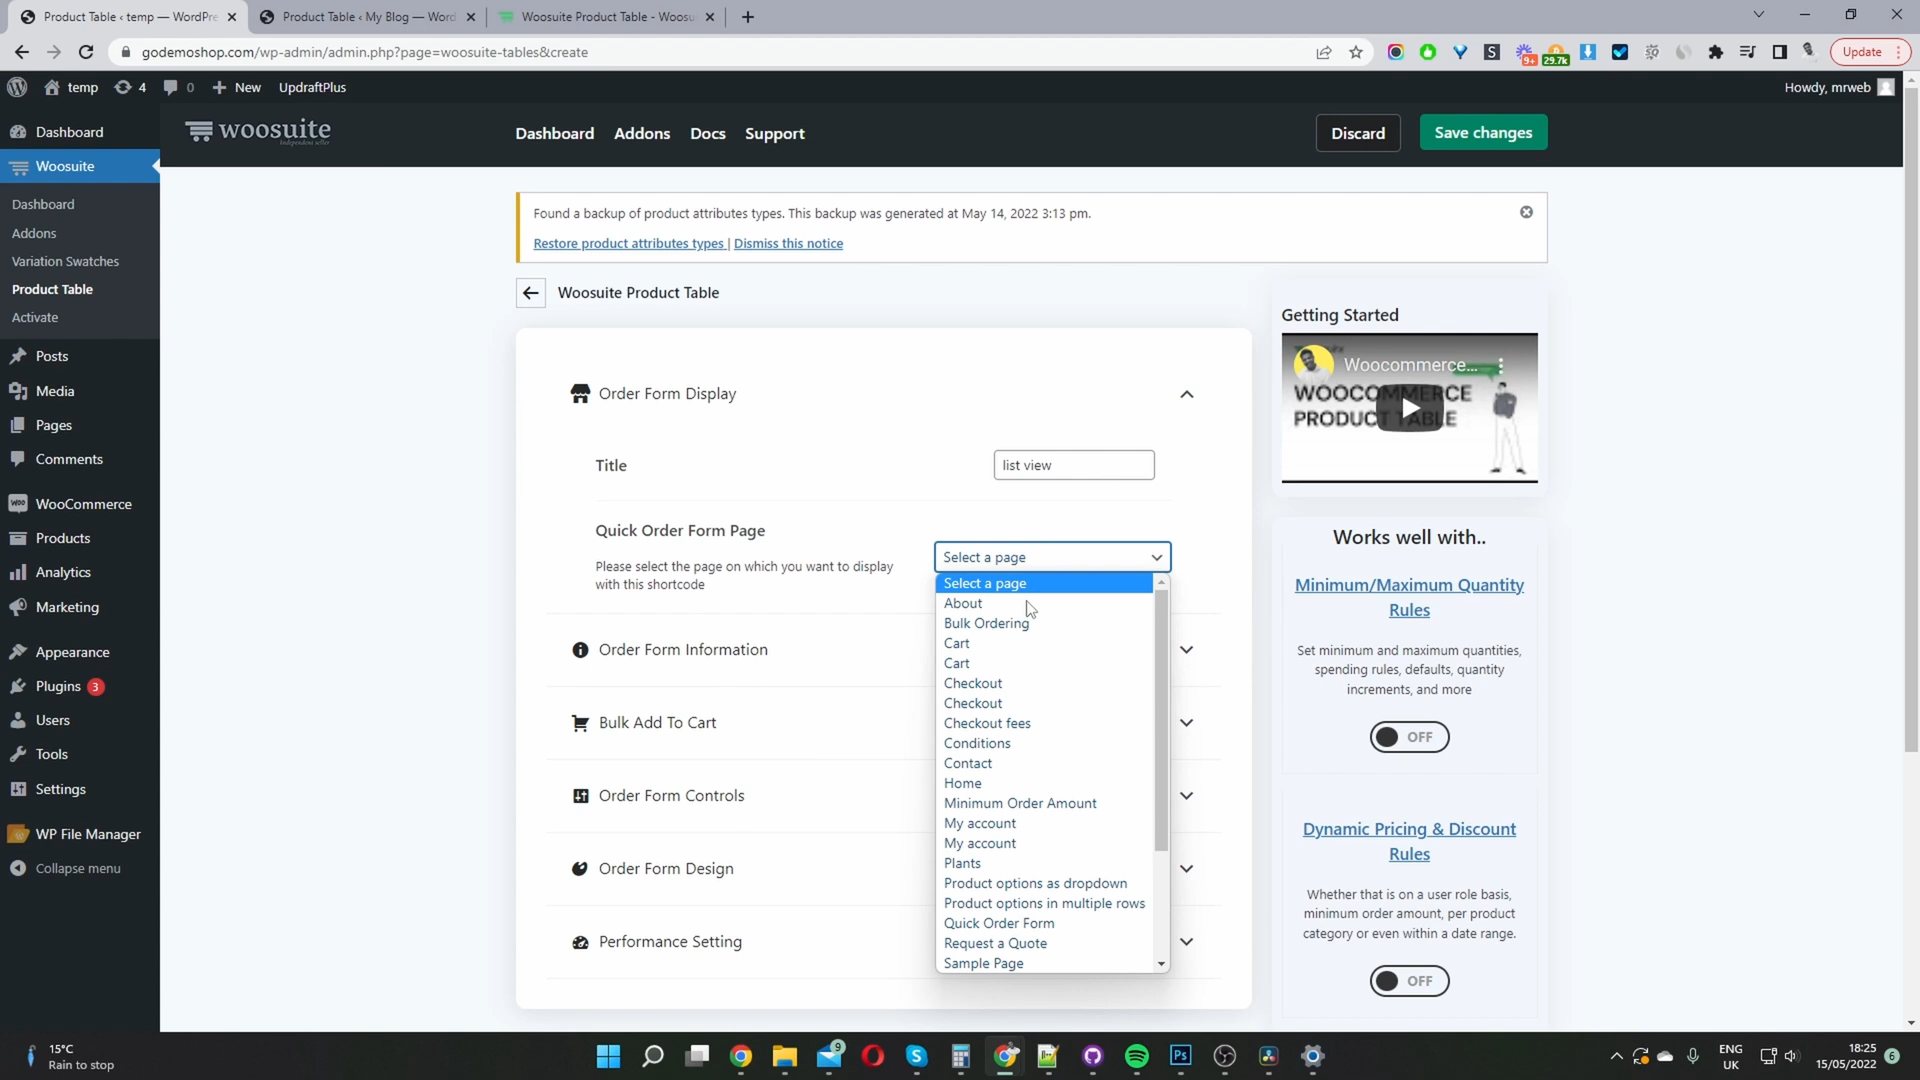 Product Table ‹ temp — WordPre
Product Table ‹ My Blog — Word
Woosuite Product Table - Woosu
godemoshop.com/wp-admin/admin.php?page=woosuite-tables&create
9+
29.7k
Update
temp
4
0
New
UpdraftPlus
Howdy, mrweb
woosuite
Independent seller
Dashboard
Addons
Docs
Support
Discard
Save changes
Dashboard
Woosuite
Dashboard
Addons
Variation Swatches
Product Table
Activate
Posts
Media
Pages
Comments
WooCommerce
Products
Analytics
Marketing
Appearance
Plugins 3
Users
Tools
Settings
WP File Manager
Collapse menu
Found a backup of product attributes types. This backup was generated at May 14, 2022 3:13 pm.
Restore product attributes types | Dismiss this notice
Woosuite Product Table
Order Form Display
Title
list view
Quick Order Form Page
Please select the page on which you want to display
with this shortcode
Select a page
Select a page
About
Bulk Ordering
Cart
Cart
Checkout
Checkout
Checkout fees
Conditions
Contact
Home
Minimum Order Amount
My account
My account
Plants
Product options as dropdown
Product options in multiple rows
Quick Order Form
Request a Quote
Sample Page
Order Form Information
Bulk Add To Cart
Order Form Controls
Order Form Design
Performance Setting
Getting Started
Woocommerce...
WOOCOMMERCE
PRODUCT TABLE
Works well with..
Minimum/Maximum Quantity
Rules
Set minimum and maximum quantities,
spending rules, defaults, quantity
increments, and more
OFF
Dynamic Pricing & Discount
Rules
Whether that is on a user role basis,
minimum order amount, per product
category or even within a date range.
OFF
15°C
Rain to stop
9
Ps
ENG
UK
18:25
15/05/2022
6